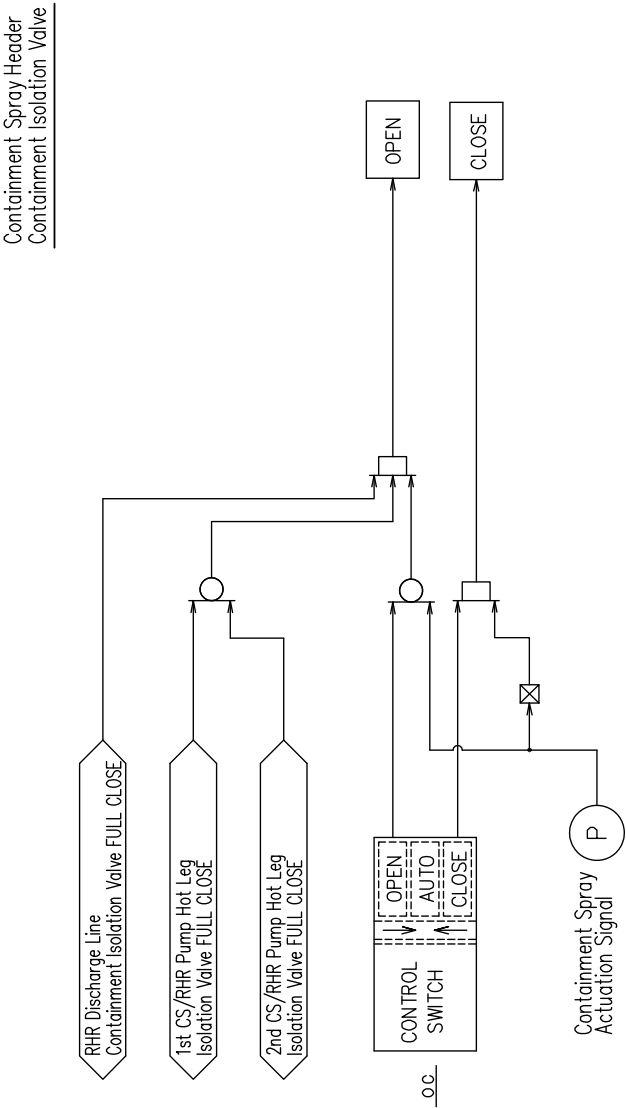 Containment Spray Header
Containment Isolation Valve
RHR Discharge Line
Containment Isolation Valve FULL CLOSE
1st CS/RHR Pump Hot Leg
Isolation Valve FULL CLOSE
2nd CS/RHR Pump Hot Leg
Isolation Valve FULL CLOSE
OC
CONTROL
SWITCH
OPEN
AUTO
CLOSE
Containment Spray
Actuation Signal
P
OPEN
CLOSE